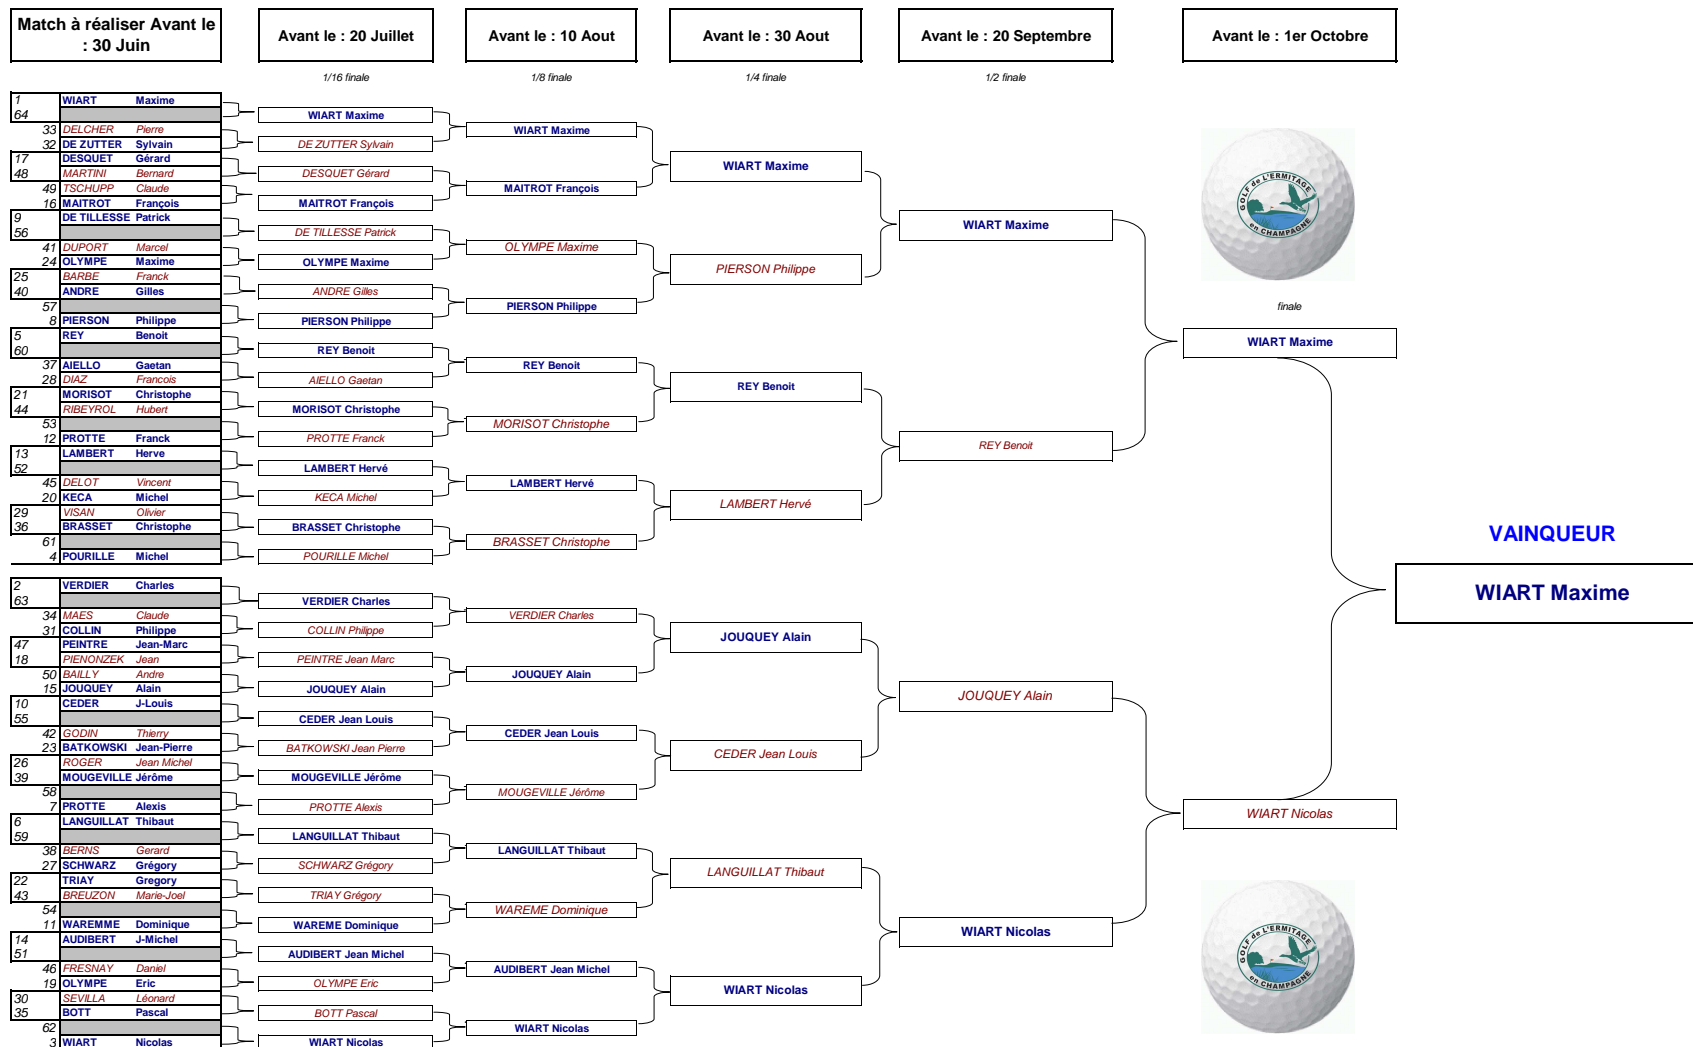 Match à réaliser Avant le
: 30 Juin
Avant le : 20 Juillet
Avant le : 10 Aout
Avant le : 30 Aout
Avant le : 20 Septembre
Avant le : 1er Octobre
1/16 finale
1/8 finale
1/4 finale
1/2 finale
1 WIART Maxime
64
33 DELCHER Pierre
32 DE ZUTTER Sylvain
17 DESQUET Gérard
48 MARTINI Bernard
49 TSCHUPP Claude
16 MAITROT François
9 DE TILLESSE Patrick
56
41 DUPORT Marcel
24 OLYMPE Maxime
25 BARBE Franck
40 ANDRE Gilles
57
8 PIERSON Philippe
5 REY Benoit
60
37 AIELLO Gaetan
28 DIAZ Francois
21 MORISOT Christophe
44 RIBEYROL Hubert
53
12 PROTTE Franck
13 LAMBERT Herve
52
45 DELOT Vincent
20 KECA Michel
29 VISAN Olivier
36 BRASSET Christophe
61
4 POURILLE Michel
2 VERDIER Charles
63
34 MAES Claude
31 COLLIN Philippe
47 PEINTRE Jean-Marc
18 PIENONZEK Jean
50 BAILLY Andre
15 JOUQUEY Alain
10 CEDER J-Louis
55
42 GODIN Thierry
23 BATKOWSKI Jean-Pierre
26 ROGER Jean Michel
39 MOUGEVILLE Jérôme
58
7 PROTTE Alexis
6 LANGUILLAT Thibaut
59
38 BERNS Gerard
27 SCHWARZ Grégory
22 TRIAY Gregory
43 BREUZON Marie-Joel
54
11 WAREMME Dominique
14 AUDIBERT J-Michel
51
46 FRESNAY Daniel
19 OLYMPE Eric
30 SEVILLA Léonard
35 BOTT Pascal
62
3 WIART Nicolas
WIART Maxime
DE ZUTTER Sylvain
DESQUET Gérard
MAITROT François
DE TILLESSE Patrick
OLYMPE Maxime
ANDRE Gilles
PIERSON Philippe
REY Benoit
AIELLO Gaetan
MORISOT Christophe
PROTTE Franck
LAMBERT Hervé
KECA Michel
BRASSET Christophe
POURILLE Michel
VERDIER Charles
COLLIN Philippe
PEINTRE Jean Marc
JOUQUEY Alain
CEDER Jean Louis
BATKOWSKI Jean Pierre
MOUGEVILLE Jérôme
PROTTE Alexis
LANGUILLAT Thibaut
SCHWARZ Grégory
TRIAY Grégory
WAREME Dominique
AUDIBERT Jean Michel
OLYMPE Eric
BOTT Pascal
WIART Nicolas
WIART Maxime
MAITROT François
OLYMPE Maxime
PIERSON Philippe
REY Benoit
MORISOT Christophe
LAMBERT Hervé
BRASSET Christophe
VERDIER Charles
JOUQUEY Alain
CEDER Jean Louis
MOUGEVILLE Jérôme
LANGUILLAT Thibaut
WAREME Dominique
AUDIBERT Jean Michel
WIART Nicolas
WIART Maxime
PIERSON Philippe
REY Benoit
LAMBERT Hervé
JOUQUEY Alain
CEDER Jean Louis
LANGUILLAT Thibaut
WIART Nicolas
WIART Maxime
REY Benoit
JOUQUEY Alain
WIART Nicolas
GOLF de L'ERMITAGE
en CHAMPAGNE
finale
WIART Maxime
WIART Nicolas
GOLF de L'ERMITAGE
en CHAMPAGNE
VAINQUEUR
WIART Maxime